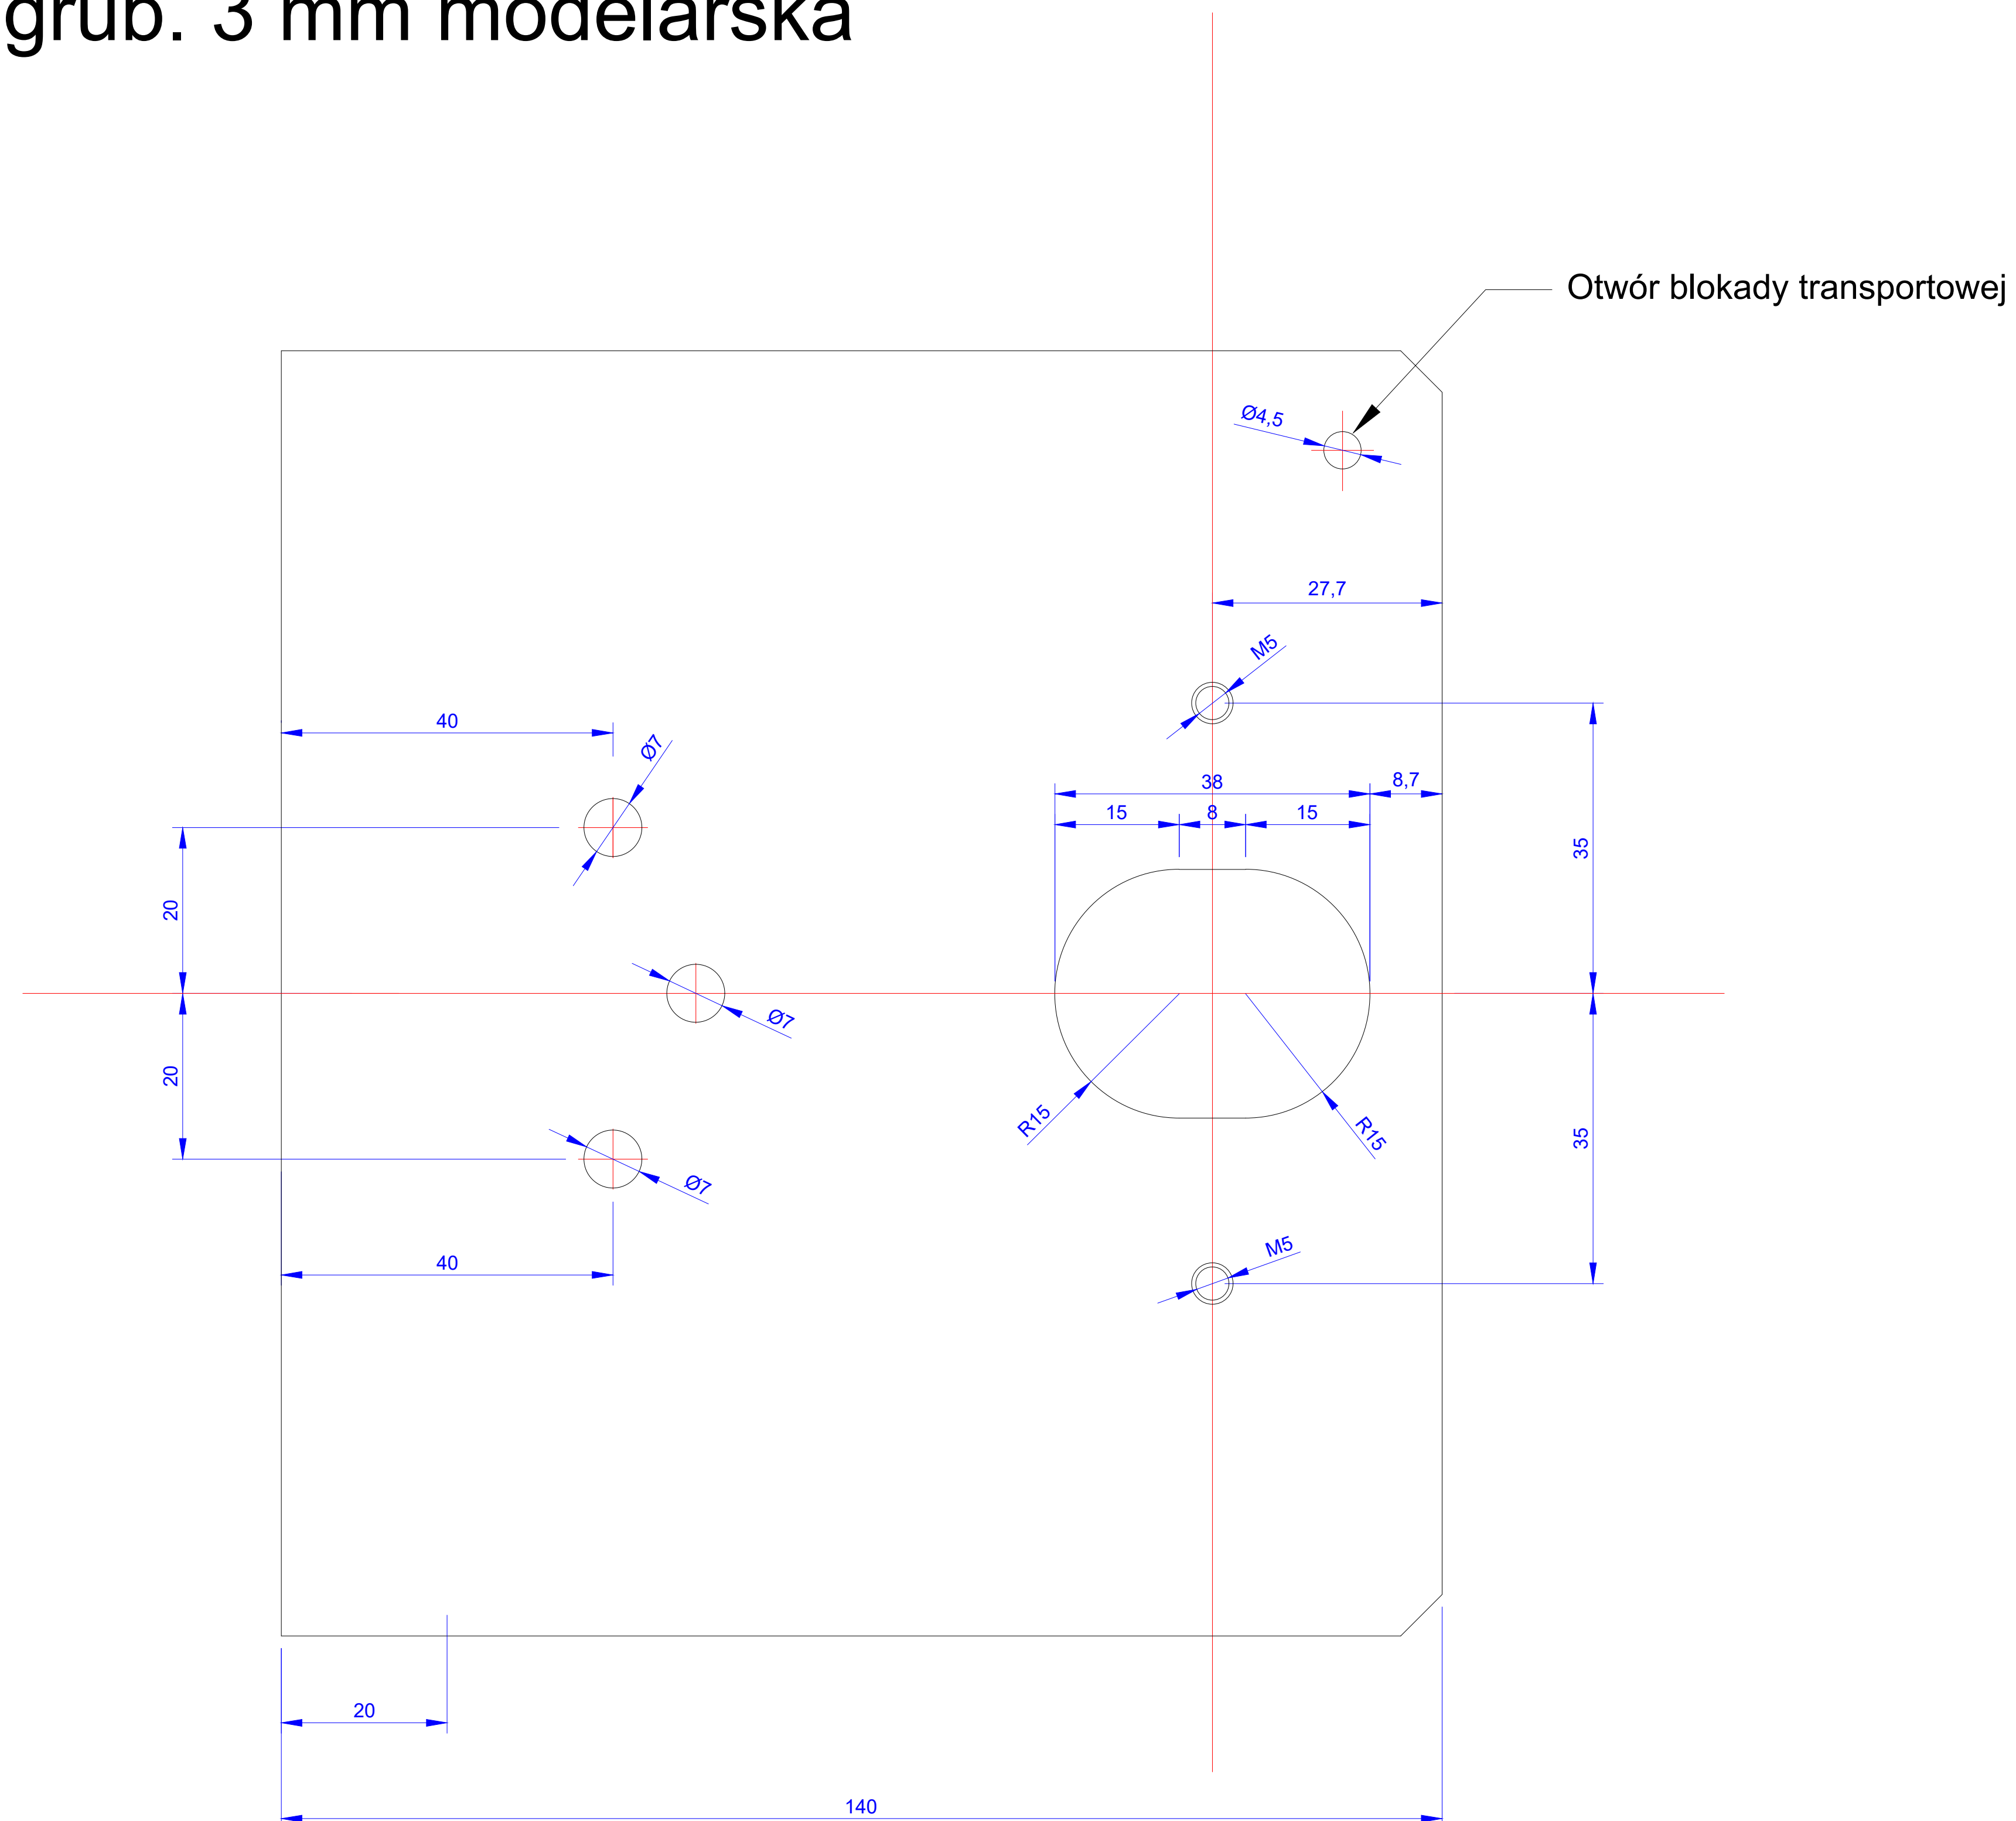 grub. 3 mm modelarska
Otwór blokady transportowej
Ø4,5
27,7
M5
40
Ø7
38
8,7
15
8
15
35
20
Ø7
20
R15
R15
35
Ø7
M5
40
20
140